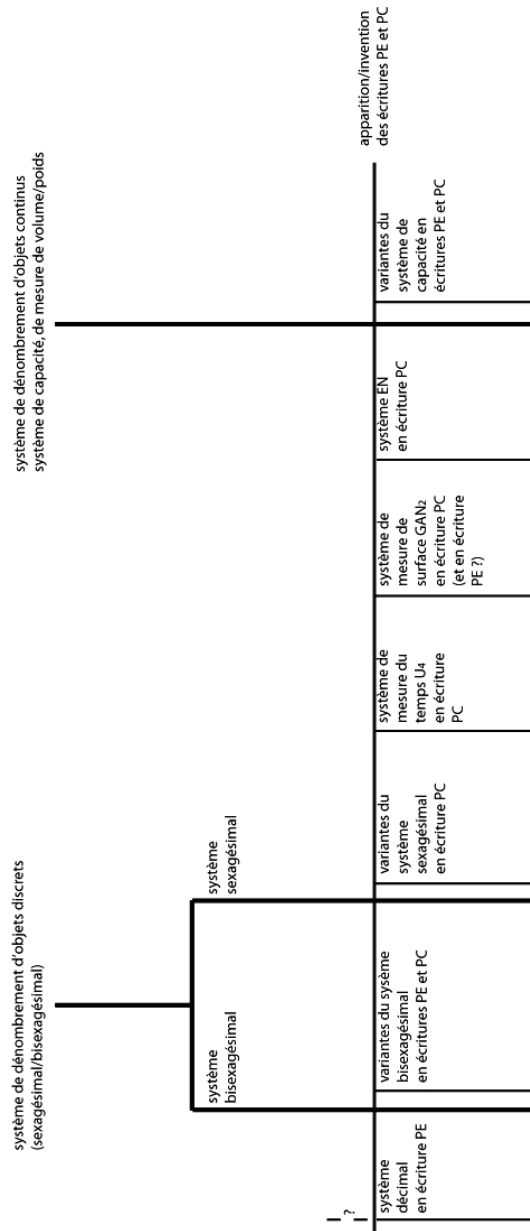 système de dénombrement d'objets discrets
(sexagésimal/bisexagésimal)
système de dénombrement d'objets continus
système de capacité, de mesure de volume/poids
système
bisexagésimal
système
sexagésimal
apparition/invention
des écritures PE et PC
?
système
décimal
en écriture PE
variantes du sysème
bisexagésimal
en écritures PE et PC
variantes du
système
sexagésimal
en écriture PC
système de
mesure du
temps U₄
en écriture
PC
système de
mesure de
surface GAN₂
en écriture PC
(et en écriture
PE ?)
système EN
en écriture PC
variantes du
système de
capacité en
écritures PE et PC